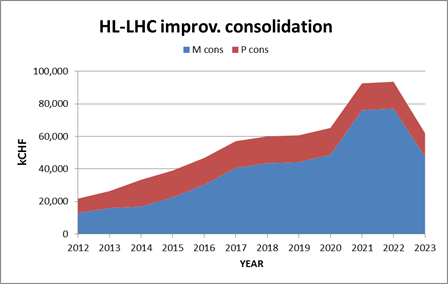 HL-LHC improv. consolidation
M cons P cons
100,000
80,000
60,000
40,000
20,000
0
kCHF
2012 2013 2014 2015 2016 2017 2018 2019 2020 2021 2022 2023
YEAR